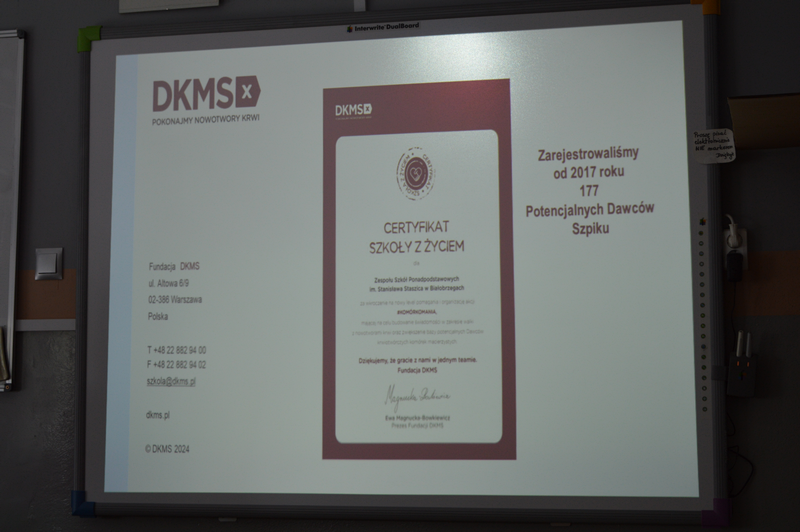 Interwrite DualBoard
DKMS
POKONAJMY NOWOTWORY KRWI
Fundacja DKMS
ul. Altowa 6/9
02-386 Warszawa
Polska
T +48 22 882 94 00
F +48 22 882 94 02
szkola@dkms.pl
dkms.pl
© DKMS 2024
DKMS
CERTYFIKAT
SZKOŁY Z ŻYCIEM
dla
Zespołu Szkół Ponadpodstawowych
im. Stanisława Staszica w Białobrzegach
#KOMÓRKOMANIA,
Dziękujemy, że gracie z nami w jednym teamie.
Fundacja DKMS
Ewa Magnucka-Bowkiewicz
Prezes Fundacji DKMS
Zarejestrowaliśmy
od 2017 roku
177
Potencjalnych Dawców
Szpiku